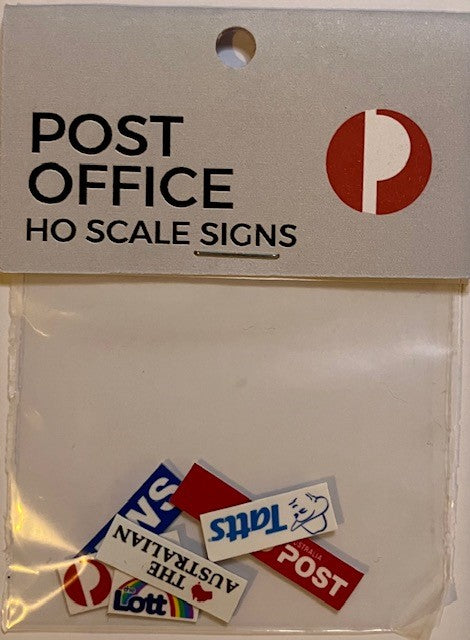 POST
OFFICE
HO SCALE SIGNS
Tatts
AUSTRALIA
POST
THE
AUSTRALIAN
Lott